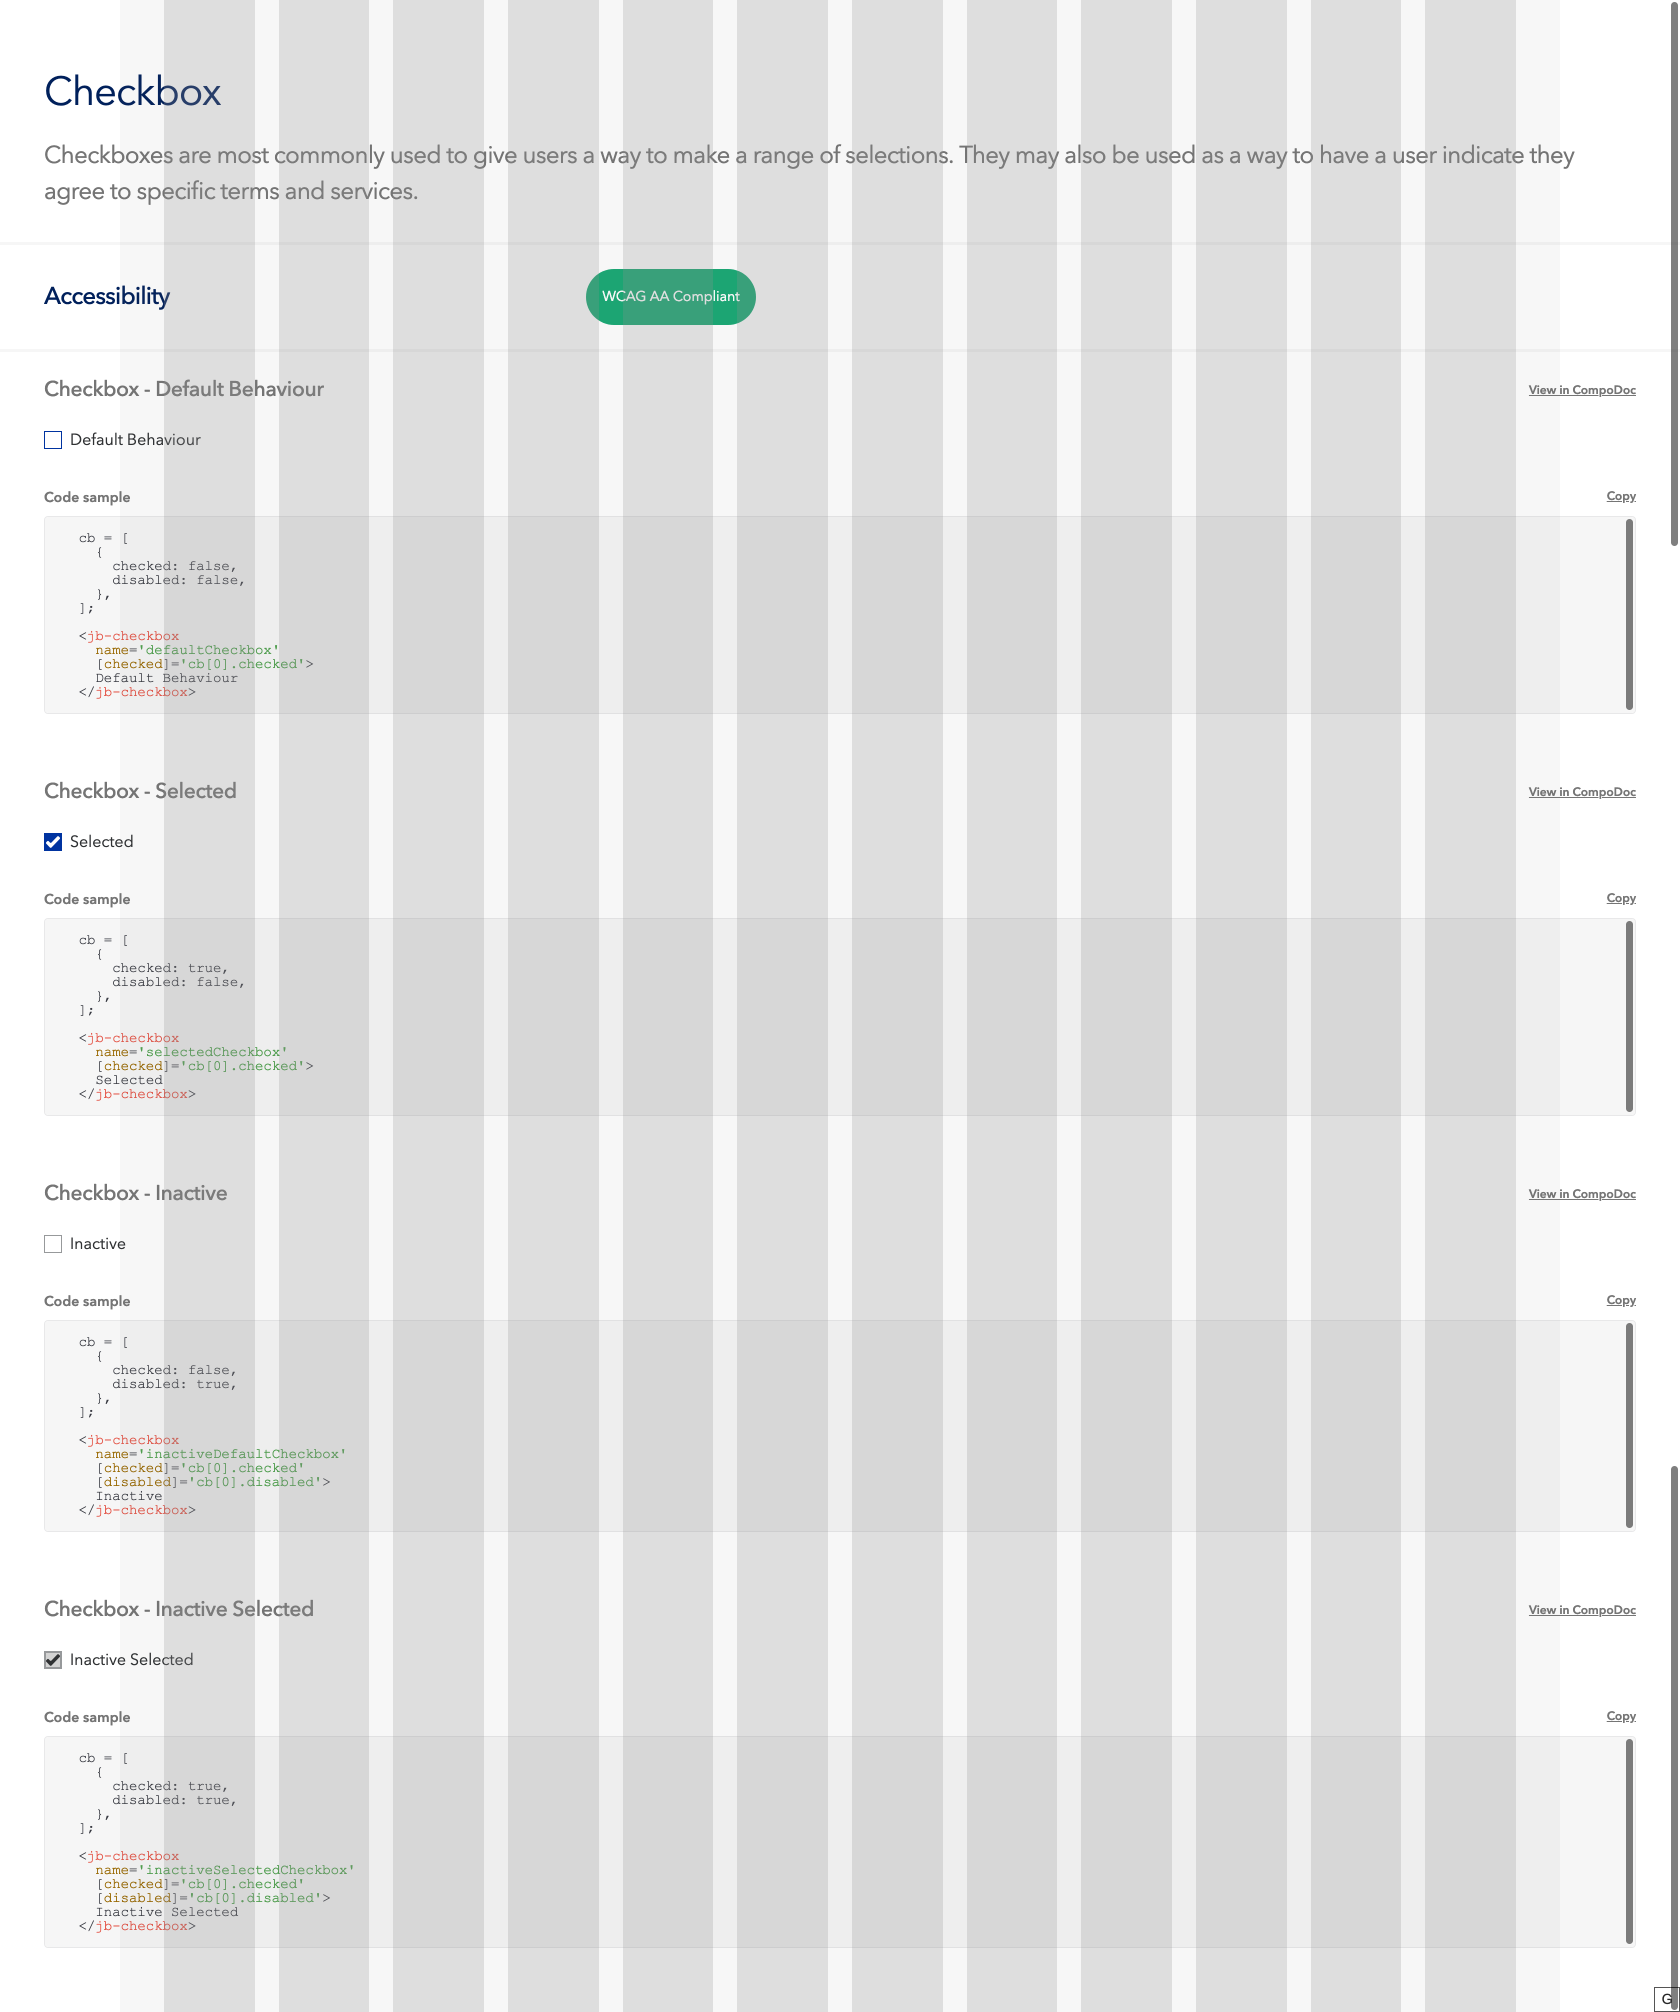 Checkbox
Checkboxes are most commonly used to give users a way to make a range of selections. They may also be used as a way to have a user indicate they
agree to specific terms and services.
Accessibility
WCAG AA Compliant
Checkbox - Default Behaviour
View in CompoDoc
Default Behaviour
Code sample
Copy
cb = [
{
checked: false,
disabled: false,
},
];
<jb-checkbox
name='defaultCheckbox'
[checked]='cb[0].checked'>
Default Behaviour
</jb-checkbox>
Checkbox - Selected
View in CompoDoc
Selected
Code sample
Copy
cb = [
{
checked: true,
disabled: false,
},
];
<jb-checkbox
name='selectedCheckbox'
[checked]='cb[0].checked'>
Selected
</jb-checkbox>
Checkbox - Inactive
View in CompoDoc
Inactive
Code sample
Copy
cb = [
{
checked: false,
disabled: true,
},
];
<jb-checkbox
name='inactiveDefaultCheckbox'
[checked]='cb[0].checked'
[disabled]='cb[0].disabled'>
Inactive
</jb-checkbox>
Checkbox - Inactive Selected
View in CompoDoc
Inactive Selected
Code sample
Copy
cb = [
{
checked: true,
disabled: true,
},
];
<jb-checkbox
name='inactiveSelectedCheckbox'
[checked]='cb[0].checked'
[disabled]='cb[0].disabled'>
Inactive Selected
</jb-checkbox>
G